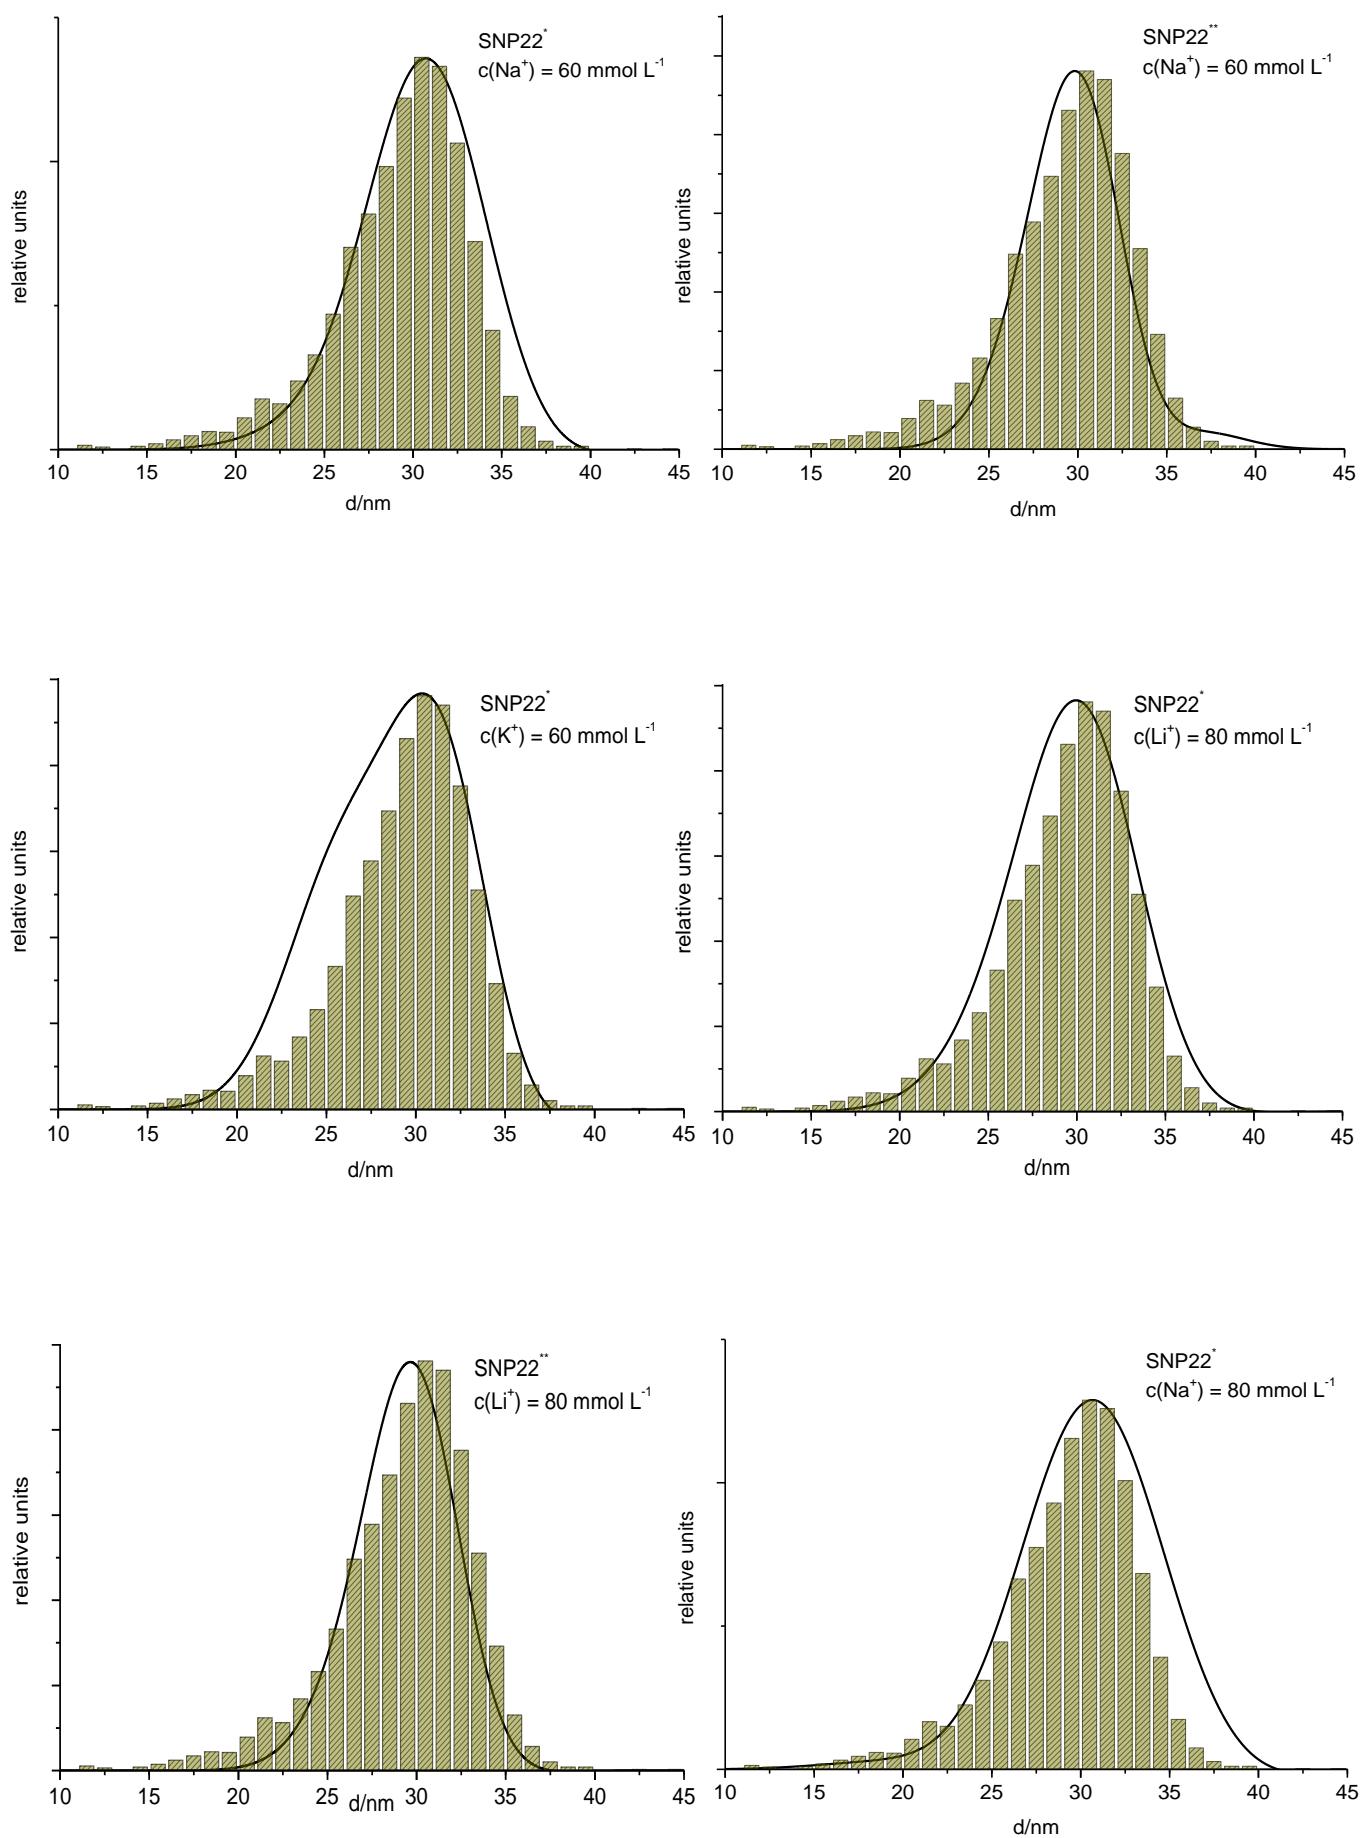 SNP22*
c(Na⁺) = 60 mmol L⁻¹
relative units
10 15 20 25 30 35 40 45
d/nm
SNP22**
c(Na⁺) = 60 mmol L⁻¹
relative units
10 15 20 25 30 35 40 45
d/nm
SNP22*
c(K⁺) = 60 mmol L⁻¹
relative units
10 15 20 25 30 35 40 45
d/nm
SNP22*
c(Li⁺) = 80 mmol L⁻¹
relative units
10 15 20 25 30 35 40 45
d/nm
SNP22**
c(Li⁺) = 80 mmol L⁻¹
relative units
10 15 20 25 30 35 40 45
d/nm
SNP22*
c(Na⁺) = 80 mmol L⁻¹
relative units
10 15 20 25 30 35 40 45
d/nm